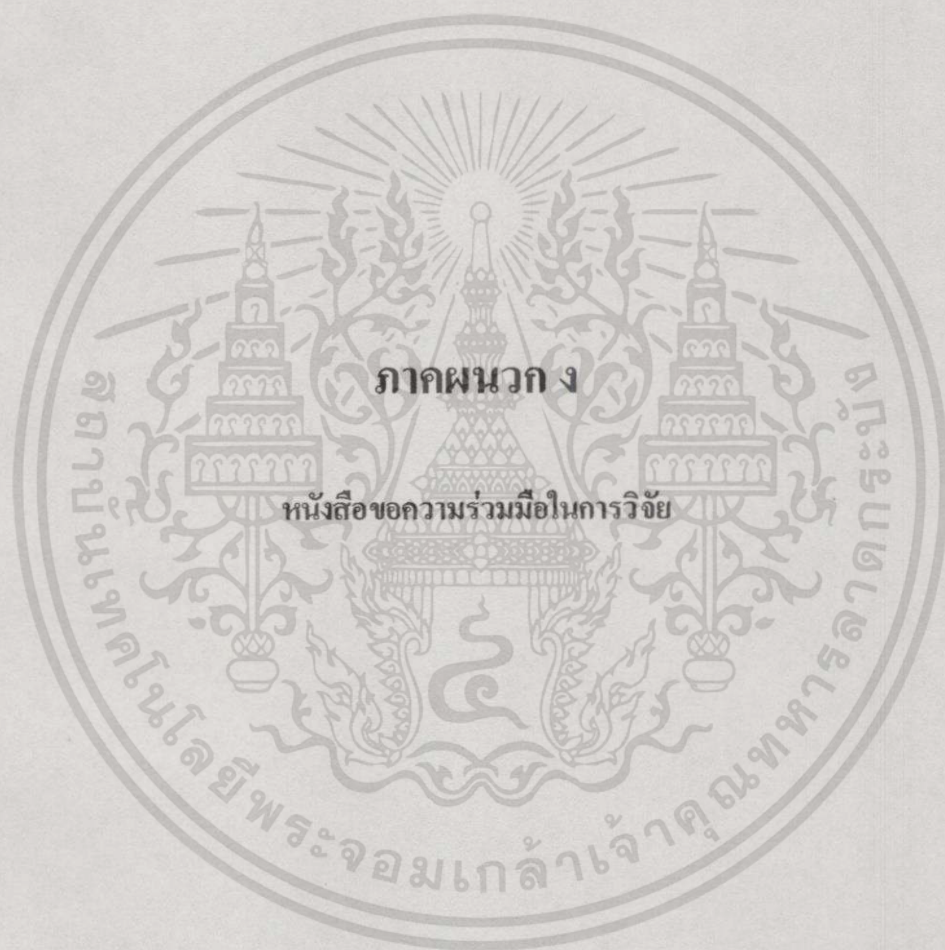 ภาคผนวก ง
หนังสือขอความร่วมมือในการวิจัย
สถาบันเทคโนโลยีพระจอมเกล้าเจ้าคุณทหารลาดกระบัง
๔